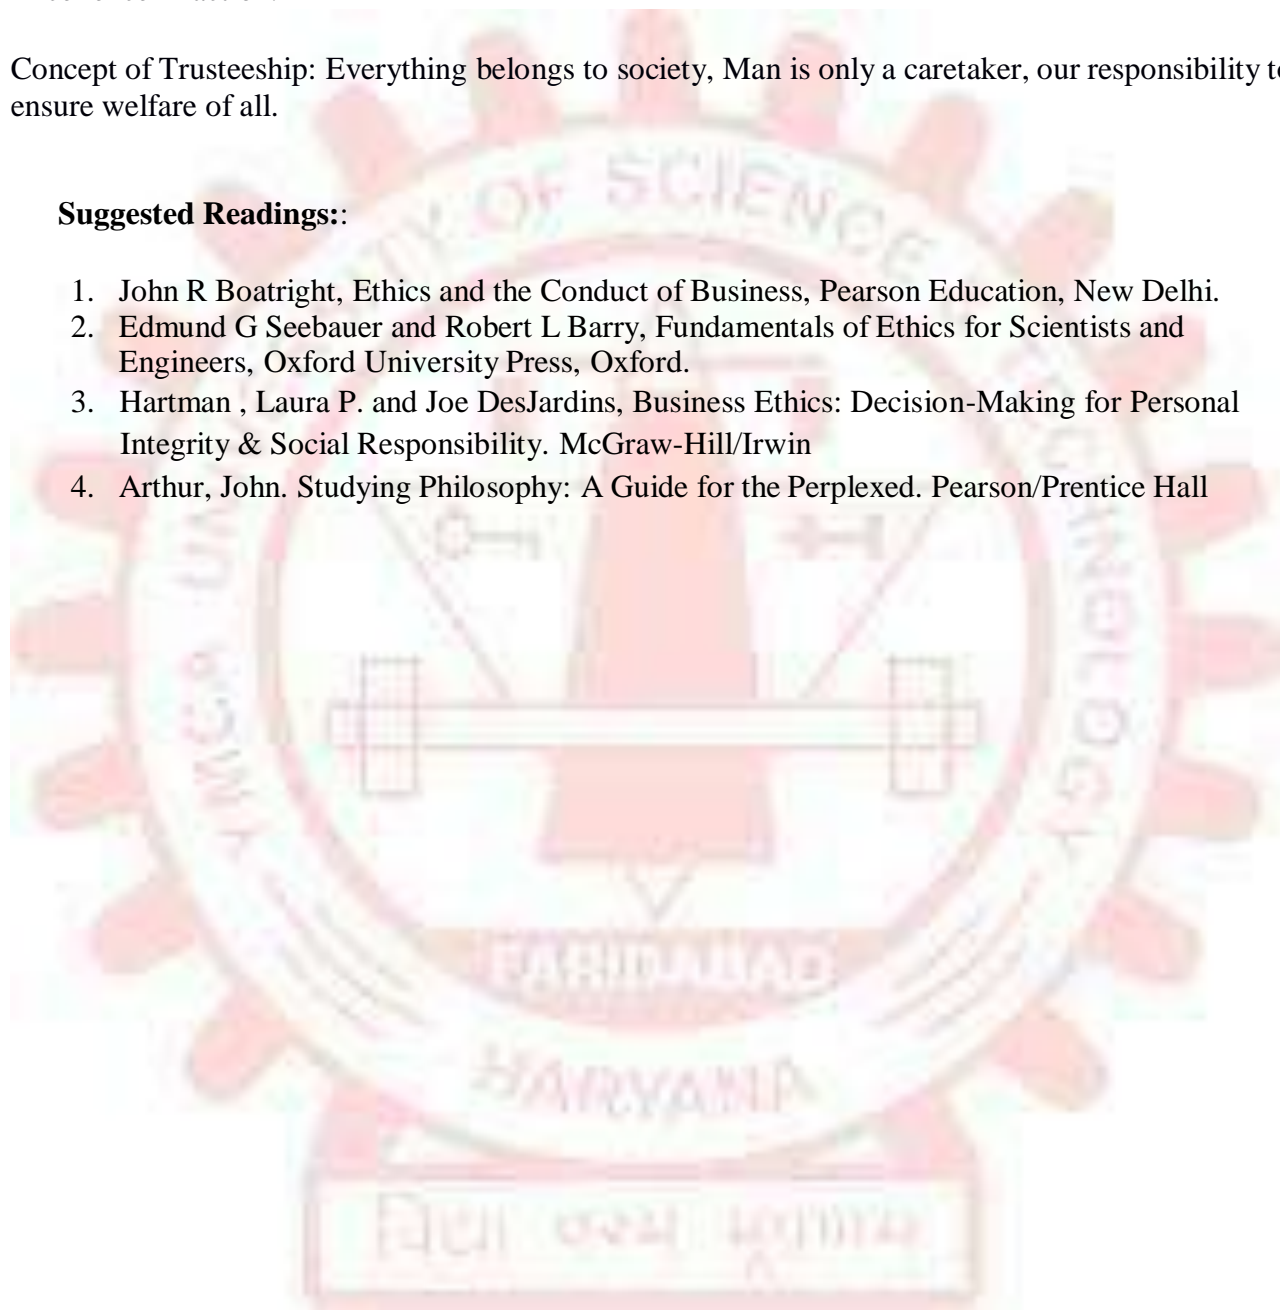 Concept of Trusteeship: Everything belongs to society, Man is only a caretaker, our responsibility to
ensure welfare of all.
Suggested Readings::
1. John R Boatright, Ethics and the Conduct of Business, Pearson Education, New Delhi.
2. Edmund G Seebauer and Robert L Barry, Fundamentals of Ethics for Scientists and
Engineers, Oxford University Press, Oxford.
3. Hartman , Laura P. and Joe DesJardins, Business Ethics: Decision-Making for Personal
Integrity & Social Responsibility. McGraw-Hill/Irwin
4. Arthur, John. Studying Philosophy: A Guide for the Perplexed. Pearson/Prentice Hall
YMCA UNIVERSITY OF SCIENCE & TECHNOLOGY
FARIDABAD
HARYANA